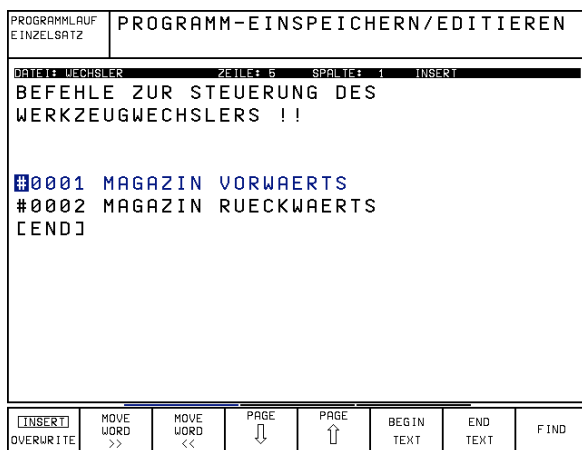 PROGRAMMLAUF
EINZELSATZ
PROGRAMM-EINSPEICHERN/EDITIEREN
DATEI: WECHSLER ZEILE: 5 SPALTE: 1 INSERT
BEFEHLE ZUR STEUERUNG DES
WERKZEUGWECHSLERS !!
#0001 MAGAZIN VORWAERTS
#0002 MAGAZIN RUECKWAERTS
[END]
INSERT
OVERWRITE
MOVE
WORD
>>
MOVE
WORD
<<
PAGE
⇩
PAGE
⇧
BEGIN
TEXT
END
TEXT
FIND